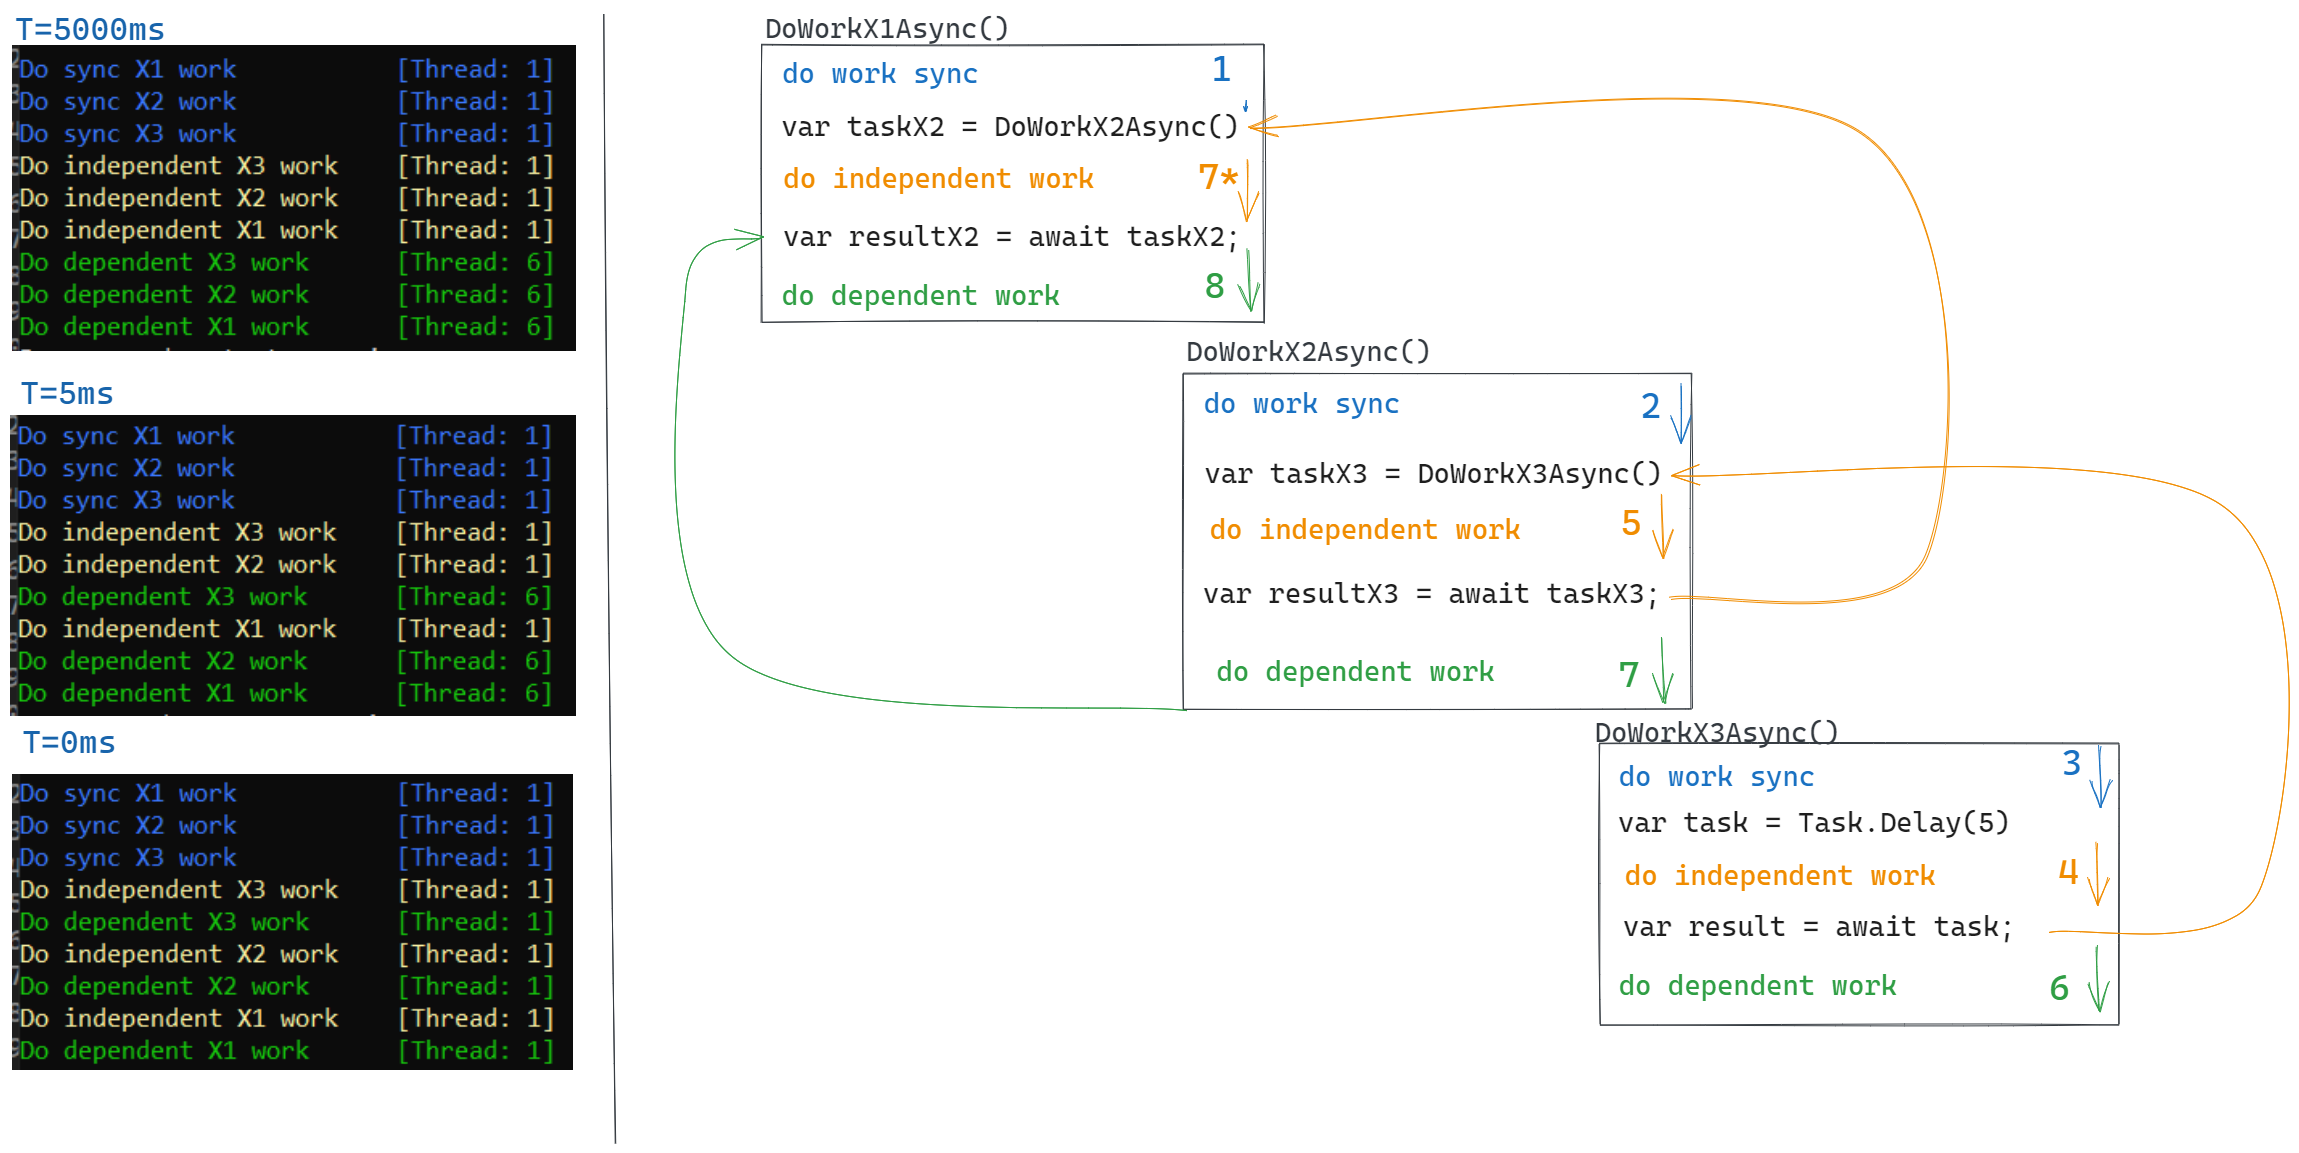 T=5000ms
Do sync X1 work [Thread: 1]
Do sync X2 work [Thread: 1]
Do sync X3 work [Thread: 1]
Do independent X3 work [Thread: 1]
Do independent X2 work [Thread: 1]
Do independent X1 work [Thread: 1]
Do dependent X3 work [Thread: 6]
Do dependent X2 work [Thread: 6]
Do dependent X1 work [Thread: 6]
T=5ms
Do sync X1 work [Thread: 1]
Do sync X2 work [Thread: 1]
Do sync X3 work [Thread: 1]
Do independent X3 work [Thread: 1]
Do independent X2 work [Thread: 1]
Do dependent X3 work [Thread: 6]
Do independent X1 work [Thread: 1]
Do dependent X2 work [Thread: 6]
Do dependent X1 work [Thread: 6]
T=0ms
Do sync X1 work [Thread: 1]
Do sync X2 work [Thread: 1]
Do sync X3 work [Thread: 1]
Do independent X3 work [Thread: 1]
Do dependent X3 work [Thread: 1]
Do independent X2 work [Thread: 1]
Do dependent X2 work [Thread: 1]
Do independent X1 work [Thread: 1]
Do dependent X1 work [Thread: 1]
DoWorkX1Async()
do work sync 1
var taskX2 = DoWorkX2Async()
do independent work 7*
var resultX2 = await taskX2;
do dependent work 8
DoWorkX2Async()
do work sync 2
var taskX3 = DoWorkX3Async()
do independent work 5
var resultX3 = await taskX3;
do dependent work 7
DoWorkX3Async()
do work sync 3
var task = Task.Delay(5)
do independent work 4
var result = await task;
do dependent work 6